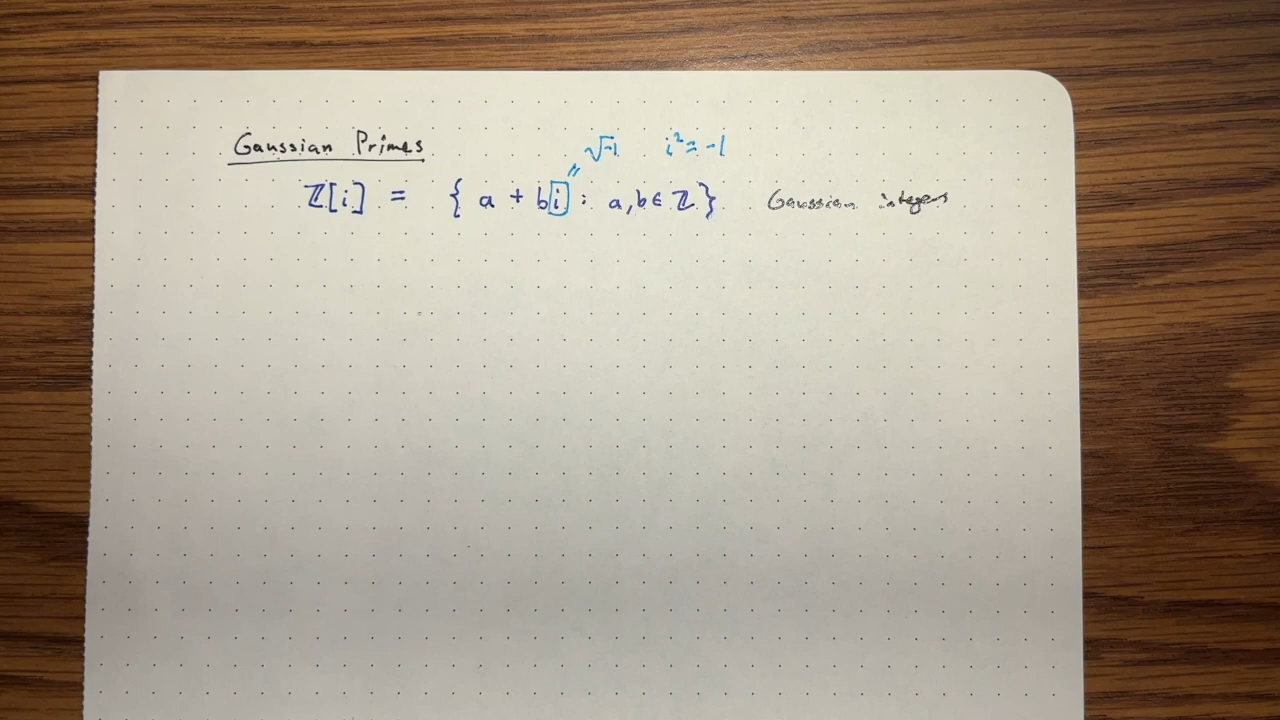 Gaussian Primes
√-1 i² = -1
ℤ[i] = { a + bi : a, b ∈ ℤ } Gaussian integers